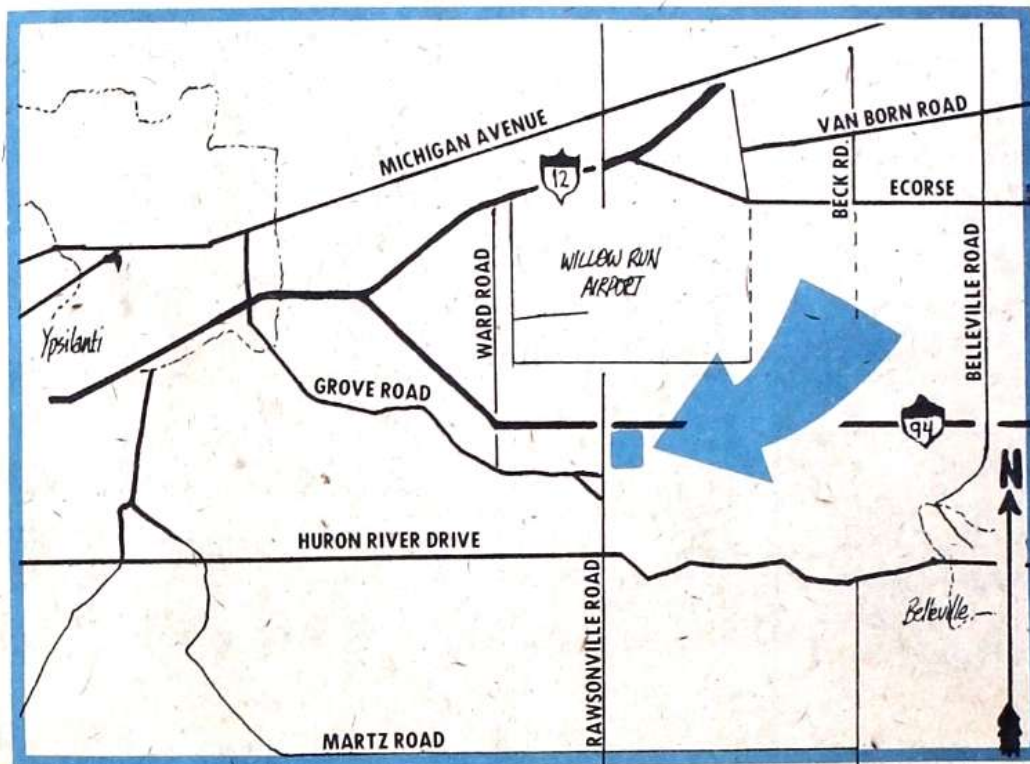 MICHIGAN AVENUE
VAN BORN ROAD
12
BECK RD.
ECORSE
WILLOW RUN
AIRPORT
WARD ROAD
BELLEVILLE ROAD
Ypsilanti
GROVE ROAD
94
N
HURON RIVER DRIVE
RAWSONVILLE ROAD
Belleville
MARTZ ROAD